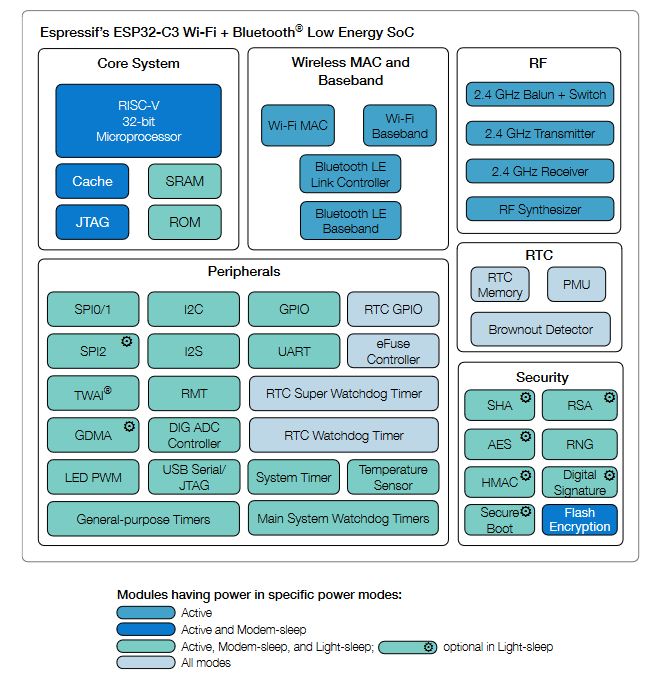 Espressif's ESP32-C3 Wi-Fi + Bluetooth® Low Energy SoC
Core System
RISC-V
32-bit
Microprocessor
Cache
SRAM
JTAG
ROM
Wireless MAC and
Baseband
Wi-Fi MAC
Wi-Fi
Baseband
Bluetooth LE
Link Controller
Bluetooth LE
Baseband
RF
2.4 GHz Balun + Switch
2.4 GHz Transmitter
2.4 GHz Receiver
RF Synthesizer
RTC
RTC
Memory
PMU
Brownout Detector
Peripherals
SPI0/1
I2C
GPIO
RTC GPIO
SPI2
I2S
UART
eFuse
Controller
TWAI®
RMT
RTC Super Watchdog Timer
GDMA
DIG ADC
Controller
RTC Watchdog Timer
LED PWM
USB Serial/
JTAG
System Timer
Temperature
Sensor
General-purpose Timers
Main System Watchdog Timers
Security
SHA
RSA
AES
RNG
HMAC
Digital
Signature
Secure
Boot
Flash
Encryption
Modules having power in specific power modes:
Active
Active and Modem-sleep
Active, Modem-sleep, and Light-sleep; optional in Light-sleep
All modes